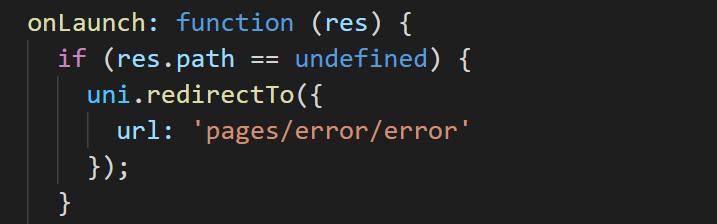 onLaunch: function (res) {
if (res.path == undefined) {
uni.redirectTo({
url: 'pages/error/error'
});
}